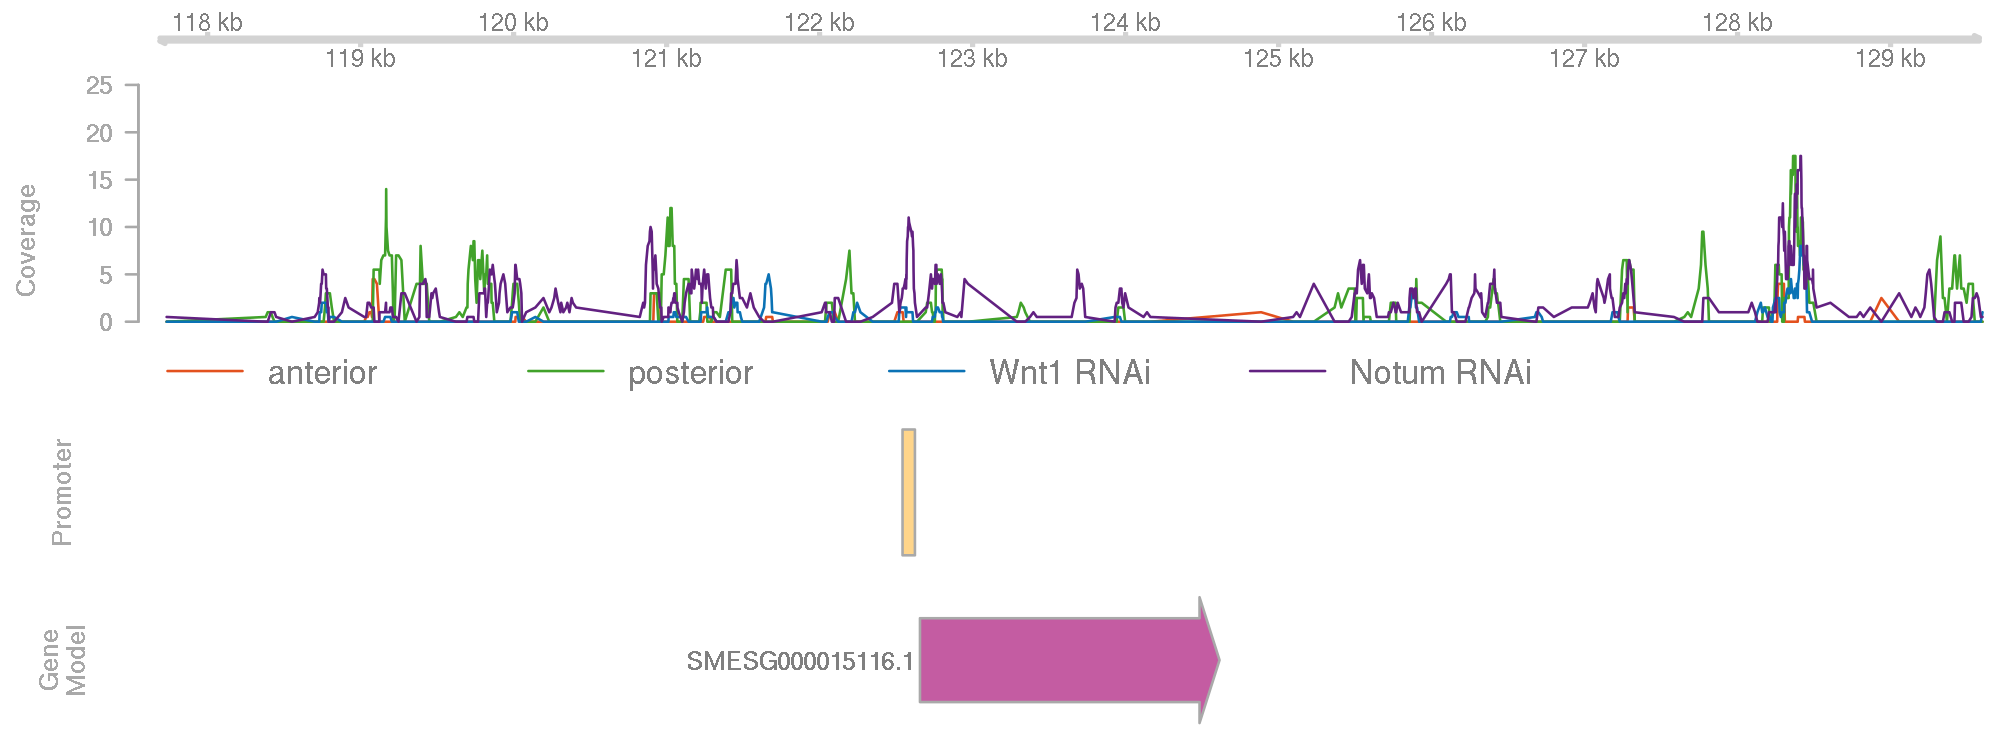 118 kb 120 kb 122 kb 124 kb 126 kb 128 kb
119 kb 121 kb 123 kb 125 kb 127 kb 129 kb
25
20
15
10
5
0
Coverage
anterior posterior Wnt1 RNAi Notum RNAi
Promoter
Gene
Model
SMESG000015116.1